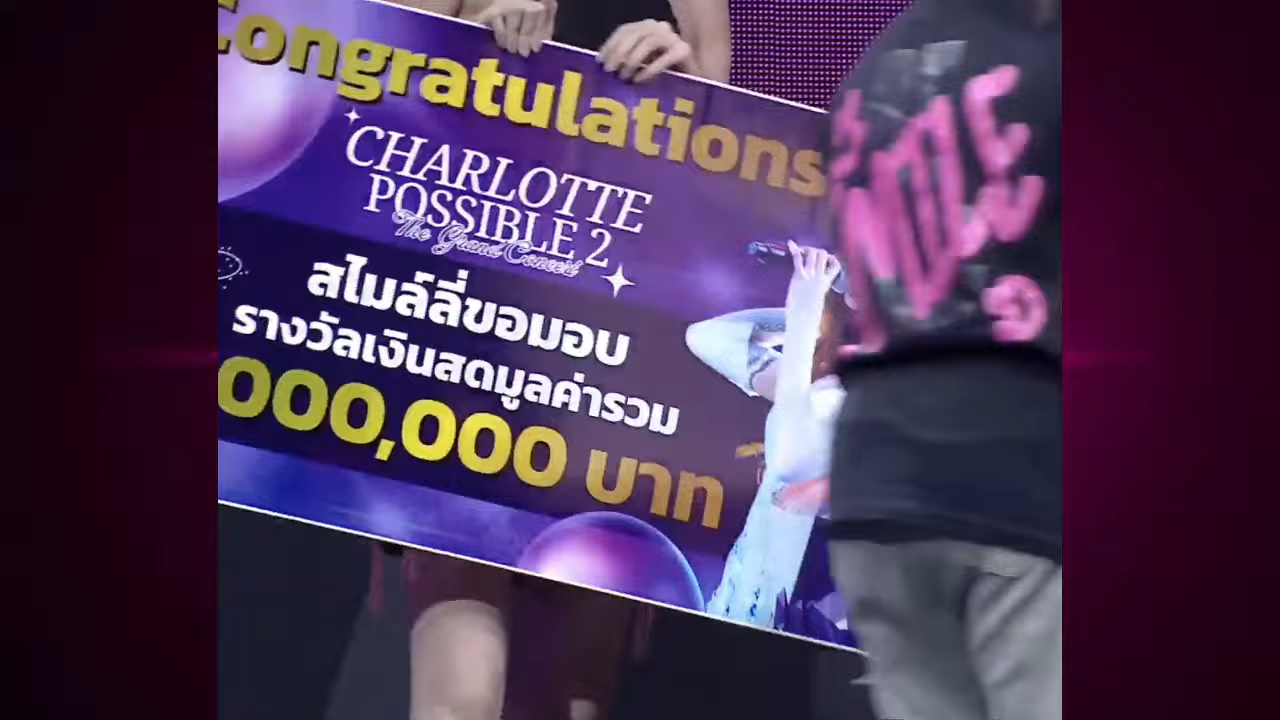 Congratulations
CHARLOTTE
POSSIBLE 2
The Grand Concert
สไมล์ลี่ขอมอบ
รางวัลเงินสดมูลค่ารวม
000,000 บาท